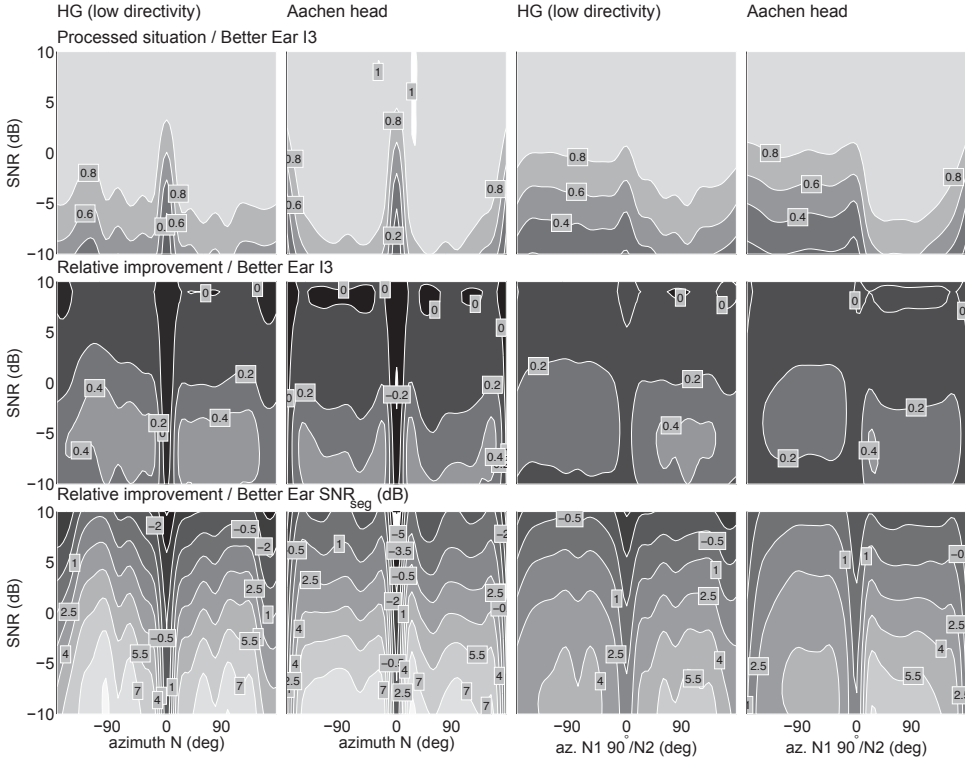 HG (low directivity) Aachen head HG (low directivity) Aachen head
Processed situation / Better Ear I3
10
5
0
−5
−10
SNR (dB)
0.8 0.6 0.8 0.6
1 1 0.8 0.8 0.6 0.2
0.8 0.6 0.4
0.8 0.6 0.4 0.8
Relative improvement / Better Ear I3
10
5
0
−5
−10
SNR (dB)
0 0 0.2 0.4 0.2 0.4 0.4 0
0 0 0 0 0 0 0.2 −0.2 0.2 0.4
0 0 0.2 0.2 0.4
0 0 0.2 0.4 0.2
Relative improvement / Better Ear SNRseg (dB)
10
5
0
−5
−10
SNR (dB)
−2 −0.5 −2 1 2.5 2.5 1 −0.5 5.5 4 5.5 7 4 1 7
−5 1 −3.5 2.5 −0.5 2.5 −2 1 4 4 4 5.5 4 7 2.5 7 7
−0.5 −0.5 1 2.5 1 2.5 4 4 5.5
1 1 2.5 2.5 4 5.5
−90 0 90
azimuth N (deg)
−90 0 90
azimuth N (deg)
−90 0 90
az. N1 90°/N2 (deg)
−90 0 90
az. N1 90°/N2 (deg)